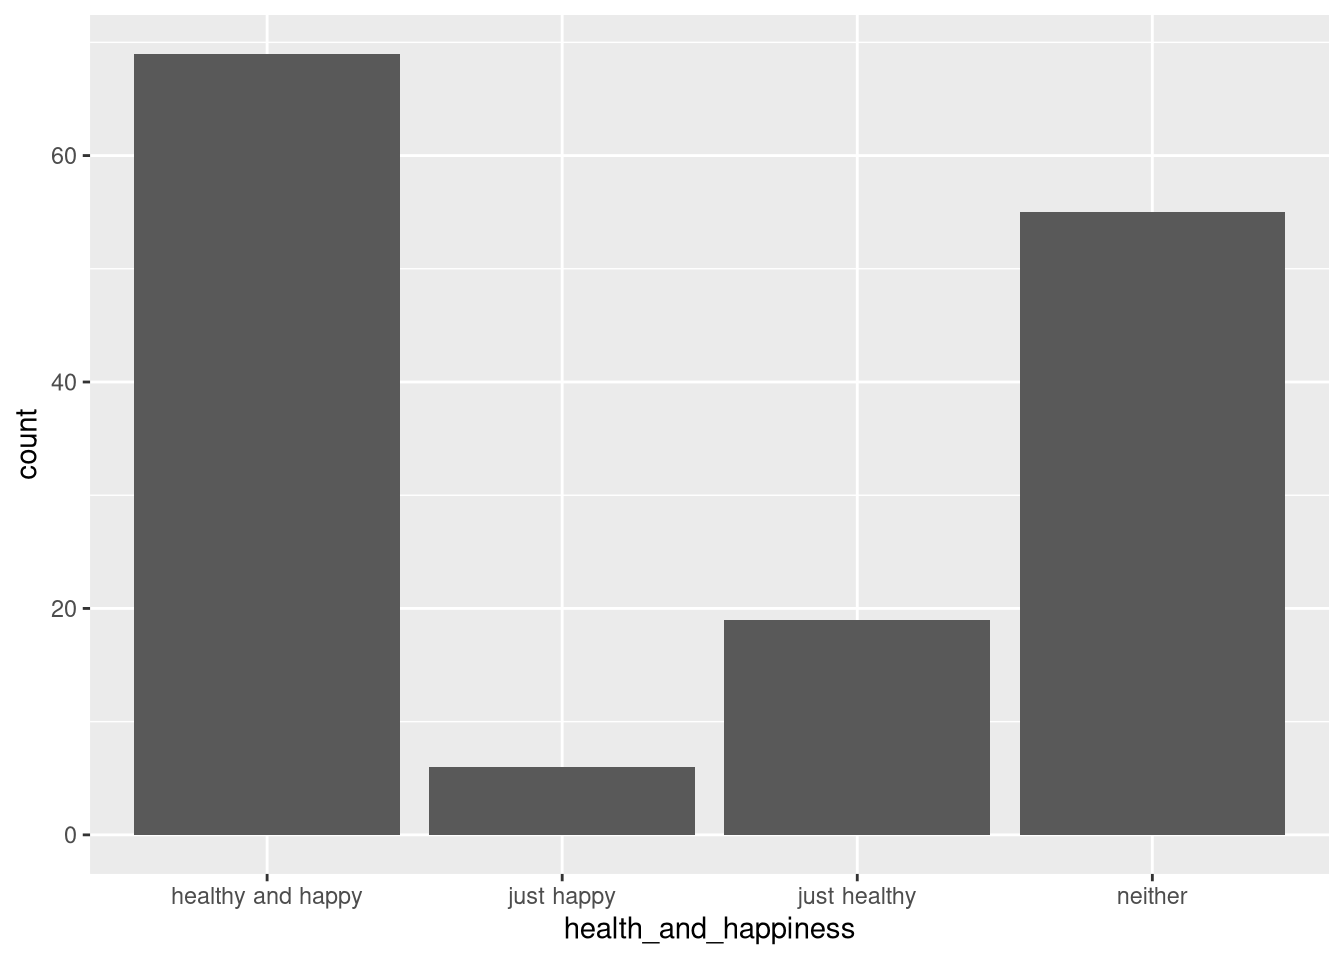 60
40
20
0
count
healthy and happy
just happy
just healthy
neither
health_and_happiness